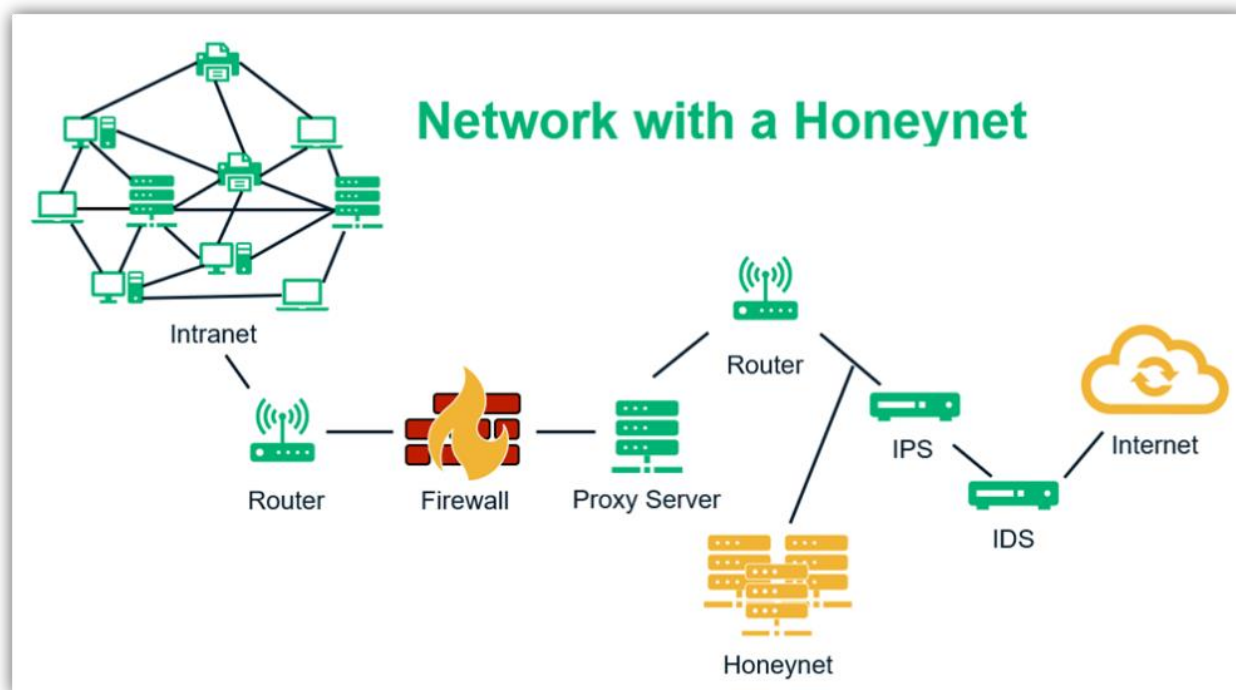 Network with a Honeynet
Intranet
Router
Router
Firewall
Proxy Server
IPS
Internet
IDS
Honeynet